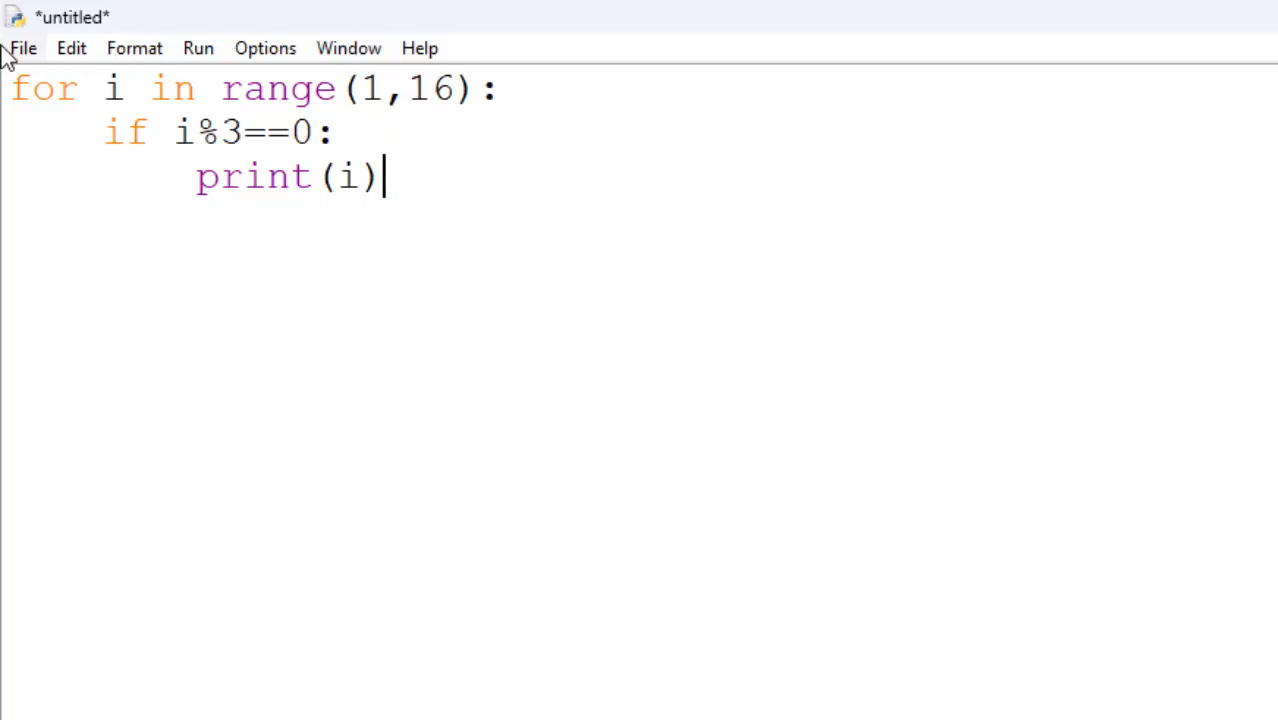 *untitled*
File Edit Format Run Options Window Help
for i in range(1,16):
    if i%3==0:
        print(i)